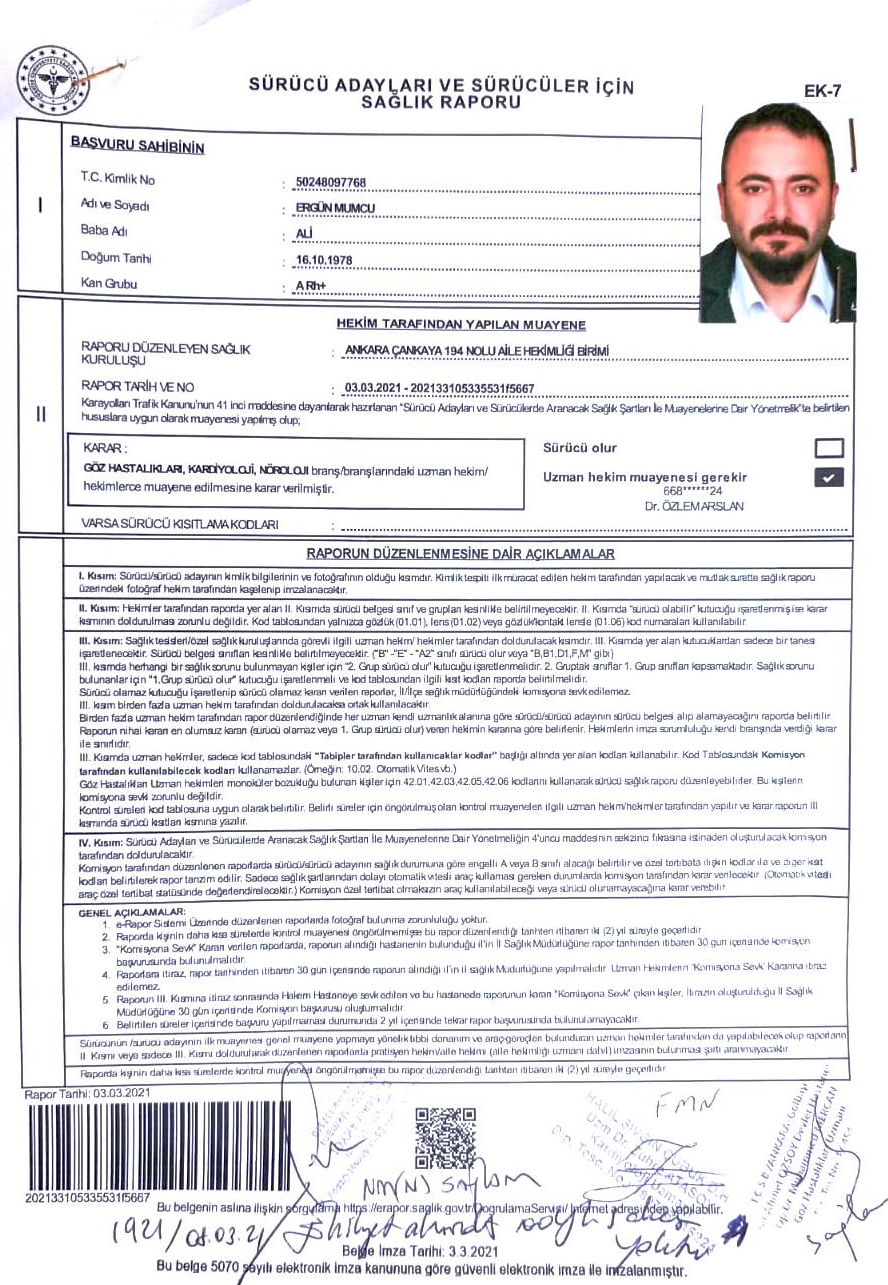 SÜRÜCÜ ADAYLARI VE SÜRÜCÜLER İÇİN
SAĞLIK RAPORU
EK-7
I
BAŞVURU SAHİBİNİN
T.C. Kimlik No : 50248097768
Adı ve Soyadı : ERGÜN MUMCU
Baba Adı : ALİ
Doğum Tarihi : 16.10.1978
Kan Grubu : A Rh+
II
HEKİM TARAFINDAN YAPILAN MUAYENE
RAPORU DÜZENLEYEN SAĞLIK
KURULUŞU : ANKARA ÇANKAYA 194 NOLU AİLE HEKİMLİĞİ BİRİMİ
RAPOR TARİH VE NO : 03.03.2021 - 20213310533553 1f5667
Karayolları Trafik Kanunu'nun 41 inci maddesine dayanılarak hazırlanan "Sürücü Adayları ve Sürücülerde Aranacak Sağlık Şartları İle Muayenelerine Dair Yönetmelik"te belirtilen
hususlara uygun olarak muayenesi yapılmış olup;
KARAR :
GÖZ HASTALIKLARI, KARDİYOLOJİ, NÖROLOJİ branş/branşlarındaki uzman hekim/
hekimlerce muayene edilmesine karar verilmiştir.
Sürücü olur
Uzman hekim muayenesi gerekir
668******24
Dr. ÖZLEM ARSLAN
VARSA SÜRÜCÜ KISITLAMA KODLARI :
RAPORUN DÜZENLENMESİNE DAİR AÇIKLAMALAR
I. Kısım: Sürücü/sürücü adayının kimlik bilgilerinin ve fotoğrafının olduğu kısımdır. Kimlik tespiti ilk müracat edilen hekim tarafından yapılacak ve mutlak surette sağlık raporu
üzerindeki fotoğraf hekim tarafından kaşelenip imzalanacaktır.
II. Kısım: Hekimler tarafından raporda yer alan II. Kısımda sürücü belgesi sınıf ve grupları kesinlikle belirtilmeyecektir. II. Kısımda "sürücü olabilir" kutucuğu işaretlenmiş ise karar
kısmının doldurulması zorunlu değildir. Kod tablosundan yalnızca gözlük (01.01), lens (01.02) veya gözlük/kontakt lensle (01.06) kod numaraları kullanılabilir.
III. Kısım: Sağlık tesisleri/özel sağlık kuruluşlarında görevli ilgili uzman hekim/ hekimler tarafından doldurulacak kısımdır. III. Kısımda yer alan kutucuklardan sadece bir tanesi
işaretlenecektir. Sürücü belgesi sınıfları kesinlikle belirtilmeyecektir. ("B" -"E" - "A2" sınıfı sürücü olur veya "B,B1,D1,F,M" gibi)
III. kısımda herhangi bir sağlık sorunu bulunmayan kişiler için "2. Grup sürücü olur" kutucuğu işaretlenmelidir. 2. Gruptaki sınıflar 1. Grup sınıfları kapsamaktadır. Sağlık sorunu
bulunanlar için "1.Grup sürücü olur" kutucuğu işaretlenmeli ve kod tablosundan ilgili kısıt kodları raporda belirtilmelidir.
Sürücü olamaz kutucuğu işaretlenip sürücü olamaz kararı verilen raporlar, İl/İlçe sağlık müdürlüğündeki komisyona sevk edilemez.
III. kısım birden fazla uzman hekim tarafından doldurulacaksa ortak kullanılacaktır.
Birden fazla uzman hekim tarafından rapor düzenlendiğinde her uzman kendi uzmanlık alanına göre sürücü/sürücü adayının sürücü belgesi alıp alamayacağını raporda belirtilir
Raporun nihai kararı en olumsuz kararı (sürücü olamaz veya 1. Grup sürücü olur) veren hekimin kararına göre belirlenir. Hekimlerin imza sorumluluğu kendi branşında verdiği karar
ile sınırlıdır.
III. Kısımda uzman hekimler, sadece kod tablosundaki "Tabipler tarafından kullanılacaklar kodlar" başlığı altında yer alan kodları kullanabilir. Kod Tablosundaki Komisyon
tarafından kullanılabilecek kodları kullanamazlar. (Örneğin: 10.02. Otomatik Vites vb.)
Göz Hastalıkları Uzman hekimleri monoküler bozukluğu bulunan kişiler için 42.01,42.03,42.05,42.06 kodlarını kullanarak sürücü sağlık raporu düzenleyebilirler. Bu kişilerin
komisyona sevki zorunlu değildir.
Kontrol süreleri kod tablosuna uygun olarak belirtilir. Belirli süreler için öngörülmüş olan kontrol muayeneleri ilgili uzman hekim/hekimler tarafından yapılır ve karar raporun III
kısmında sürücü kısıtları kısmına yazılır.
IV. Kısım: Sürücü Adayları ve Sürücülerde Aranacak Sağlık Şartları İle Muayenelerine Dair Yönetmeliğin 4'uncu maddesinin sekizinci fıkrasına istinaden oluşturulacak komisyon
tarafından doldurulacaktır.
Komisyon tarafından düzenlenen raporlarda sürücü/sürücü adayının sağlık durumuna göre engelli A veya B sınıfı alacağı belirtilir ve özel tertibata ilişkin kodlar ila ve diğer kısıt
kodları belirtilerek rapor tanzim edilir. Sadece sağlık şartlarından dolayı otomatik vitesli araç kullaması gereken durumlarda komisyon tarafından karar verilecektir. (Otomatik vitesli
araç özel tertibat statüsünde değerlendirelecektir.) Komisyon özel tertibat olmaksızın araç kullanılabileceği veya sürücü olunamayacağına karar verebilir.
GENEL AÇIKLAMALAR:
1. e-Rapor Sistemi Üzerinde düzenlenen raporlarda fotoğraf bulunma zorunluluğu yoktur.
2. Raporda kişinin daha kısa sürelerde kontrol muayenesi öngörülmemişse bu rapor düzenlendiği tarihten itibaren iki (2) yıl süreyle geçerlidir
3. "Komisyona Sevk" Kararı verilen raporlarda, raporun alındığı hastanenin bulunduğu il'in İl Sağlık Müdürlüğüne rapor tarihinden itibaren 30 gün içerisinde komisyon
başvurusunda bulunulmalıdır.
4. Raporlara itiraz, rapor tarihinden itibaren 30 gün içerisinde raporun alındığı il'in il sağlık Müdürlüğüne yapılmalıdır. Uzman Hekimlerin 'Komisyona Sevk' Kararına itiraz
edilemez.
5. Raporun III. Kısmına itiraz sonrasında Hakem Hastaneye sevk edilen ve bu hastanede raporunun kararı "Komisyona Sevk" çıkan kişiler, İtirazın oluşturulduğu İl Sağlık
Müdürlüğüne 30 gün içerisinde Komisyon başvurusu oluşturmalıdır.
6. Belirtilen süreler içerisinde başvuru yapılmaması durumunda 2 yıl içerisinde tekrar rapor başvurusunda bulunulamayacaktır.
Sürücünün /sürücü adayının ilk muayenesi genel muayene yapmaya yönelik tıbbi donanım ve araç-gereçleri bulunduran uzman hekimler tarafından da yapılabilecek olup raporların
II. Kısmı veya sadece III. Kısmı doldurularak düzenlenen raporlarda pratisyen hekim/aile hekimi (aile hekimliği uzmanı dahil) imzasının bulunması şartı aranmayacaktır
Raporda kişinin daha kısa sürelerde kontrol muayenesi öngörülmemişse bu rapor düzenlendiği tarihten itibaren iki (2) yıl süreyle geçerlidir
Rapor Tarihi: 03.03.2021
202133105335531f5667
FMN
NM(N) SAĞLAM
Bu belgenin aslına ilişkin sorgulama https://erapor.saglik.gov.tr/DogrulamaServisi/ İnternet adresinden yapılabilir.
1921/08.03.21
Sağlam
Belge İmza Tarihi: 3.3.2021
Bu belge 5070 sayılı elektronik imza kanununa göre güvenli elektronik imza ile imzalanmıştır.